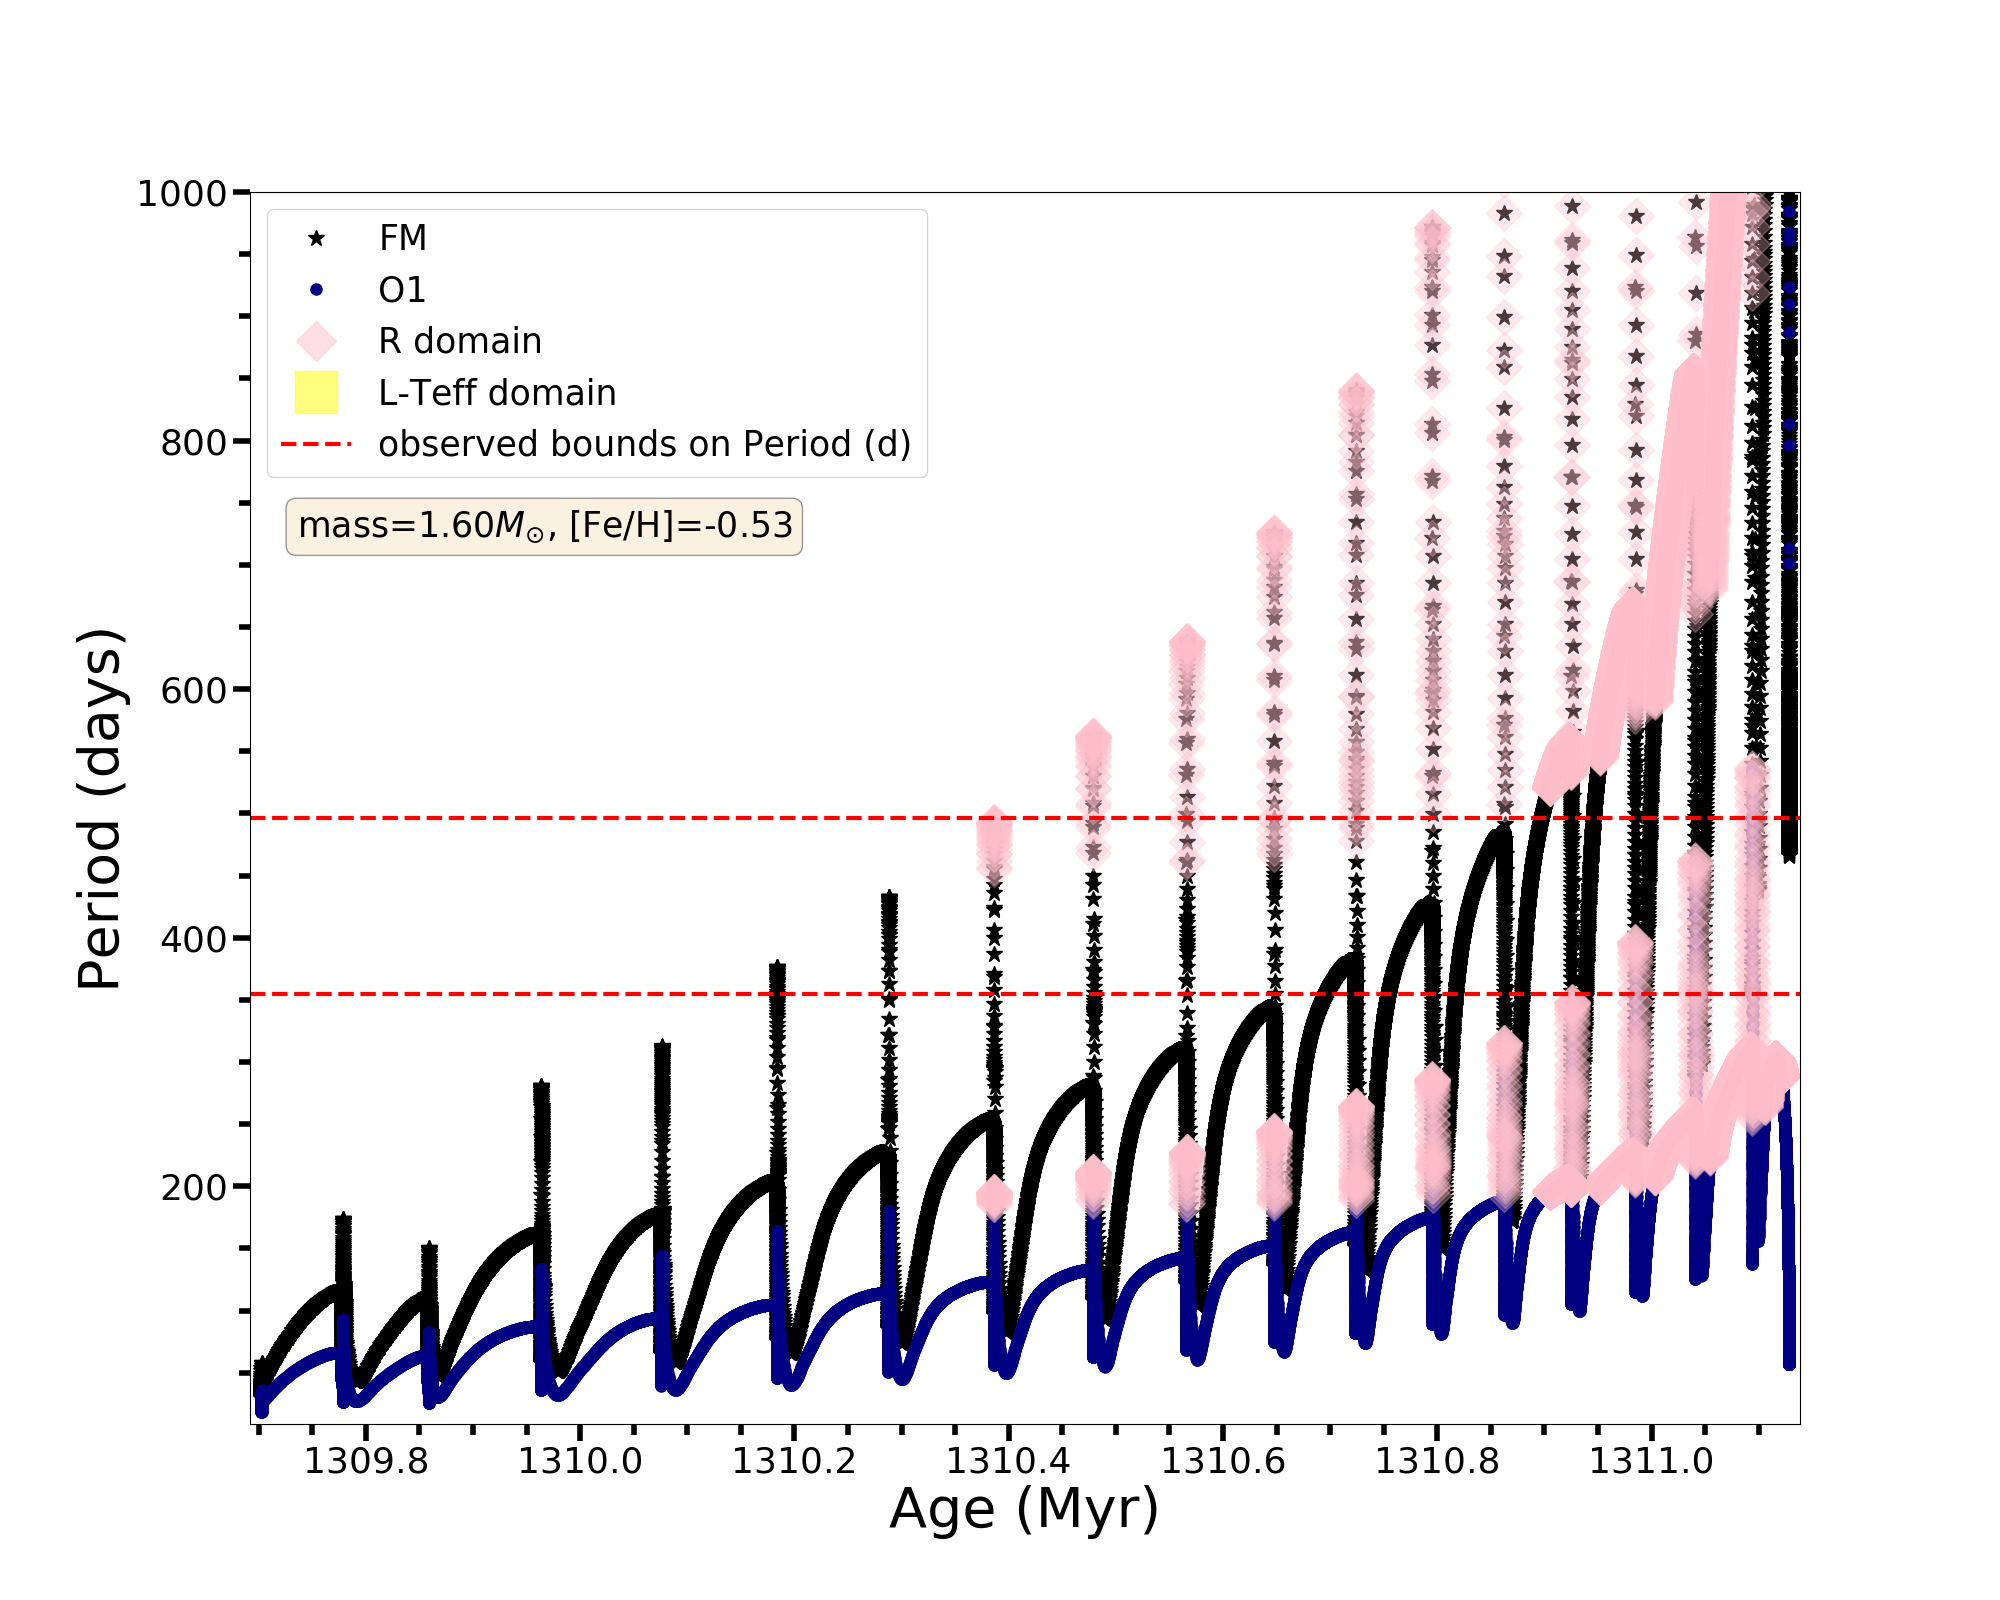 1000
800
600
400
200
Period (days)
FM
O1
R domain
L-Teff domain
observed bounds on Period (d)
mass=1.60M⊙, [Fe/H]=-0.53
1309.8 1310.0 1310.2 1310.4 1310.6 1310.8 1311.0
Age (Myr)